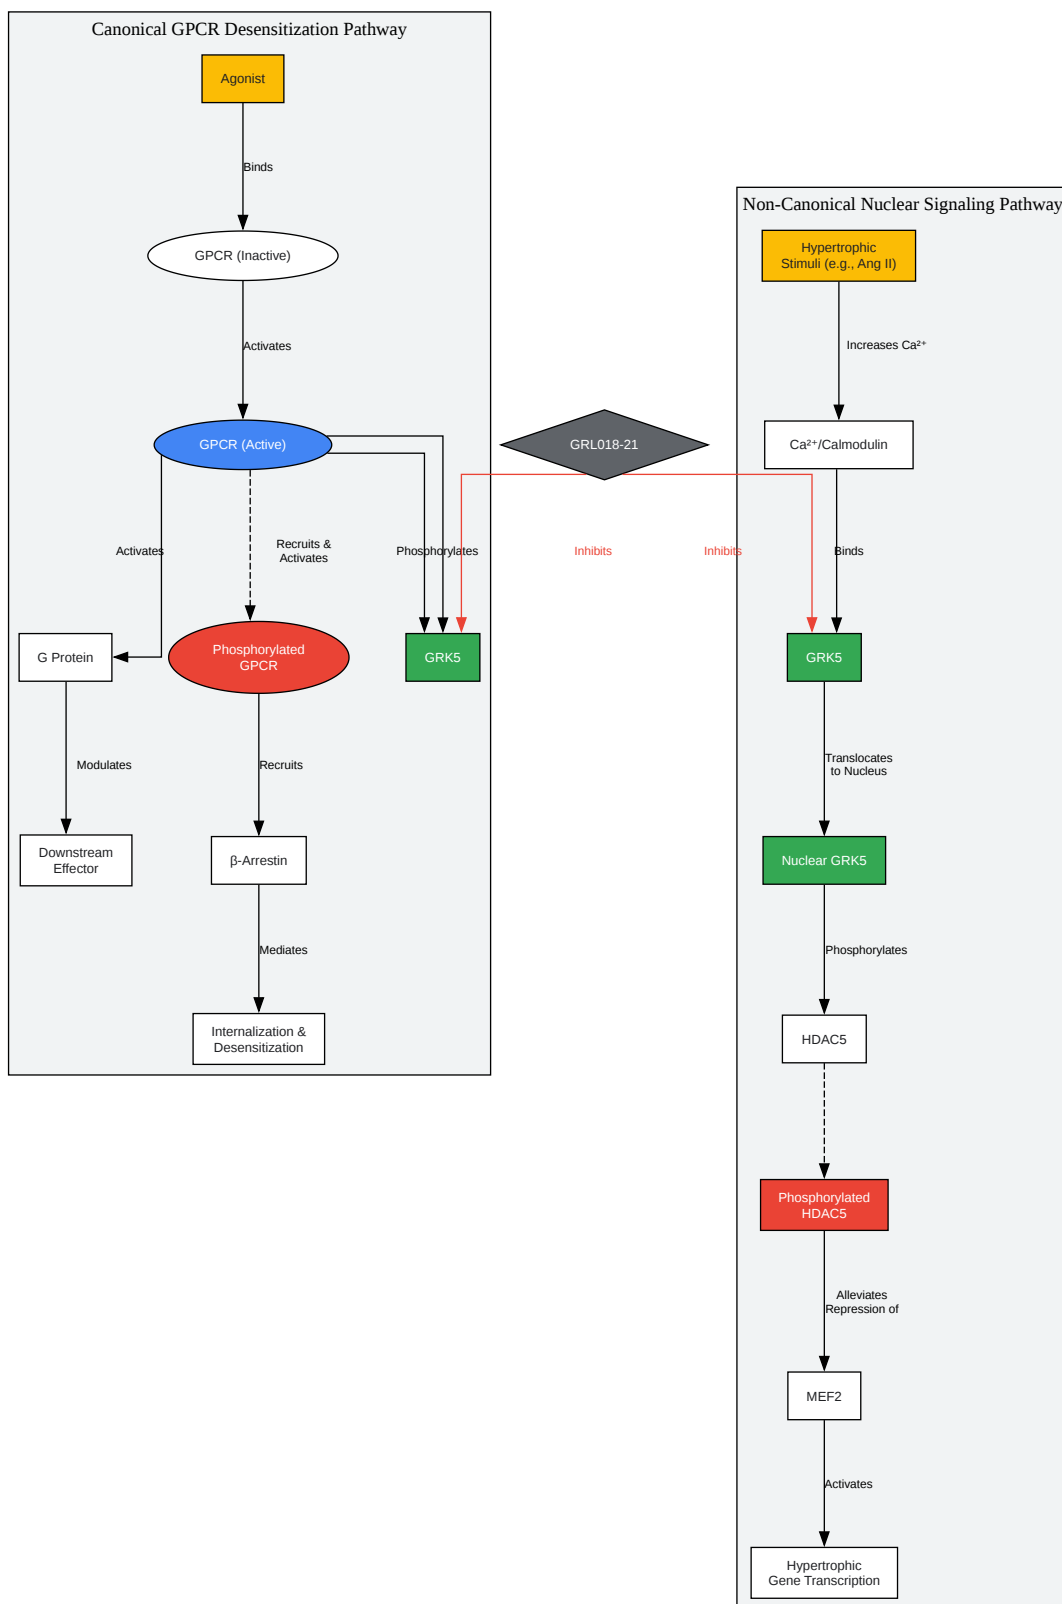 Canonical GPCR Desensitization Pathway
Agonist
Binds
GPCR (Inactive)
Activates
GPCR (Active)
Activates
Recruits &
Activates
Phosphorylates
G Protein
Phosphorylated
GPCR
GRK5
Modulates
Recruits
Downstream
Effector
β-Arrestin
Mediates
Internalization &
Desensitization
GRL018-21
Inhibits
Inhibits
Non-Canonical Nuclear Signaling Pathway
Hypertrophic
Stimuli (e.g., Ang II)
Increases Ca²⁺
Ca²⁺/Calmodulin
Binds
GRK5
Translocates
to Nucleus
Nuclear GRK5
Phosphorylates
HDAC5
Phosphorylated
HDAC5
Alleviates
Repression of
MEF2
Activates
Hypertrophic
Gene Transcription